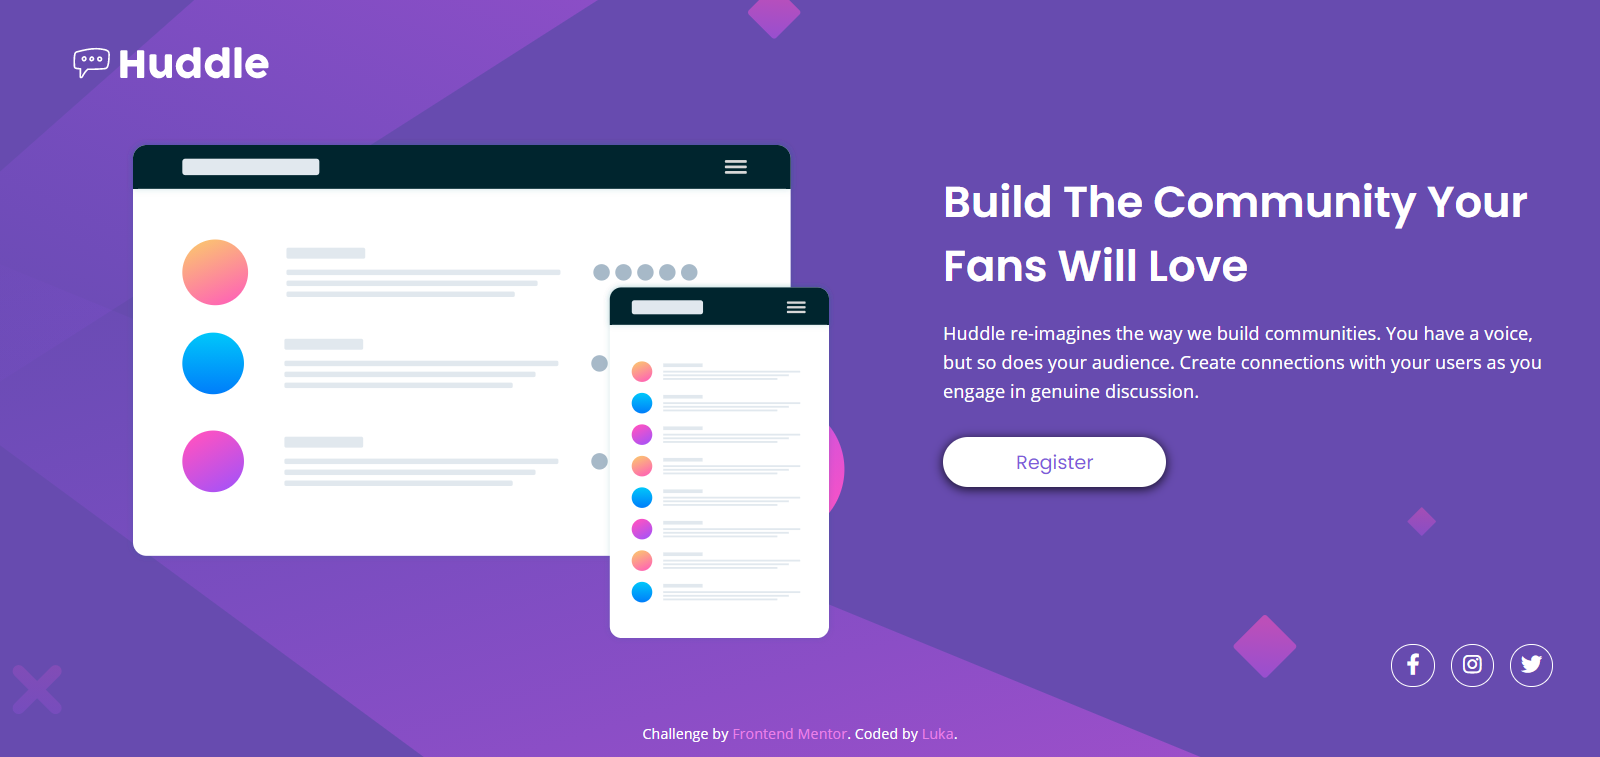 Huddle
Build The Community Your
Fans Will Love
Huddle re-imagines the way we build communities. You have a voice,
but so does your audience. Create connections with your users as you
engage in genuine discussion.
Register
Challenge by Frontend Mentor. Coded by Luka.